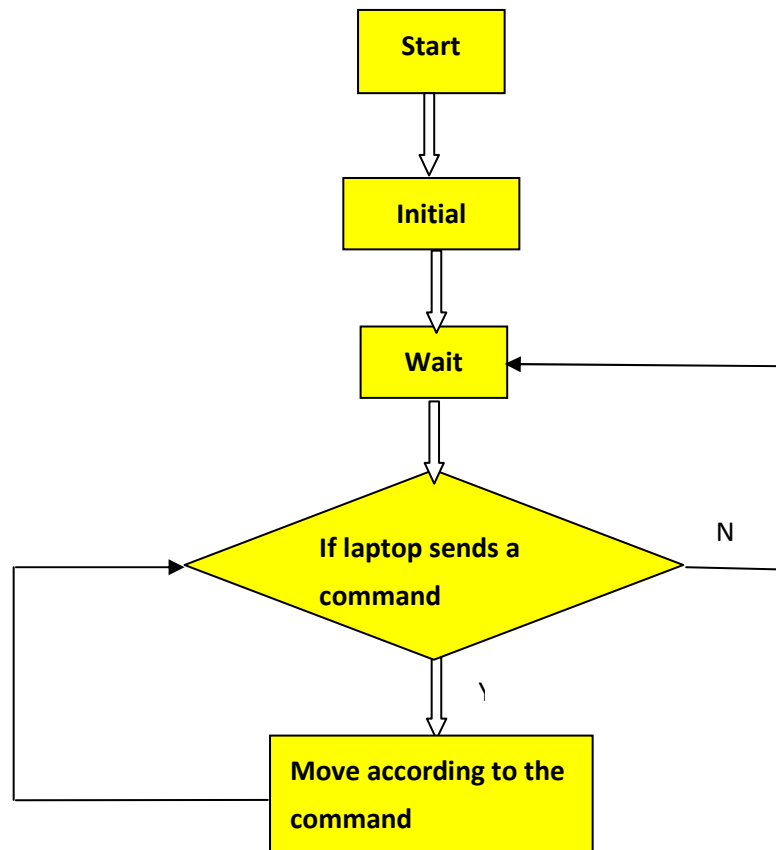 Start
Initial
Wait
If laptop sends a
command
N
Move according to the
command